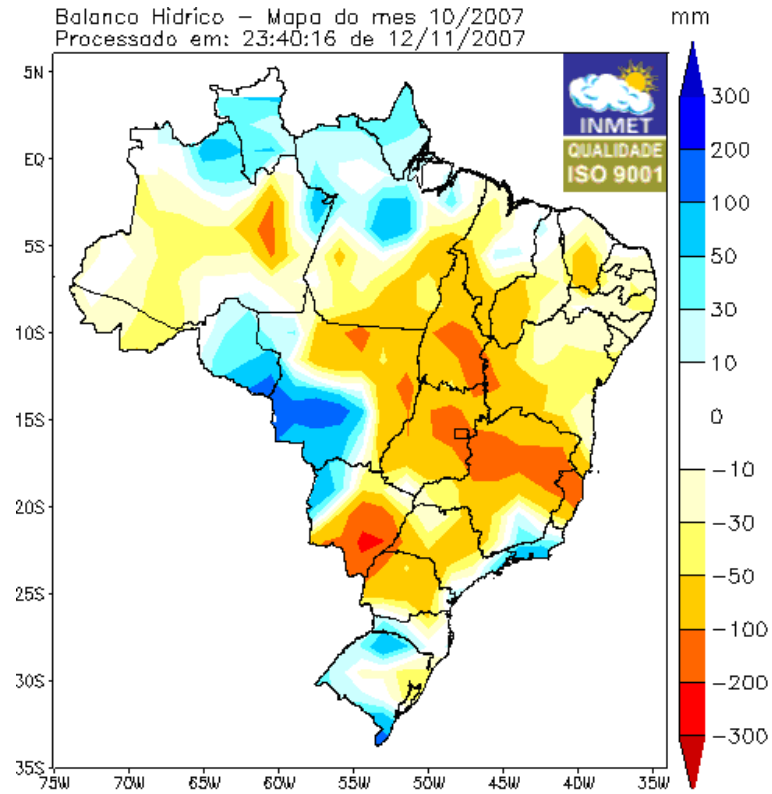 Balanco Hidrico – Mapa do mes 10/2007
Processado em: 23:40:16 de 12/11/2007
mm
INMET
QUALIDADE
ISO 9001
5N
EQ
5S
10S
15S
20S
25S
30S
35S
75W 70W 65W 60W 55W 50W 45W 40W 35W
300
200
100
50
30
10
0
−10
−30
−50
−100
−200
−300